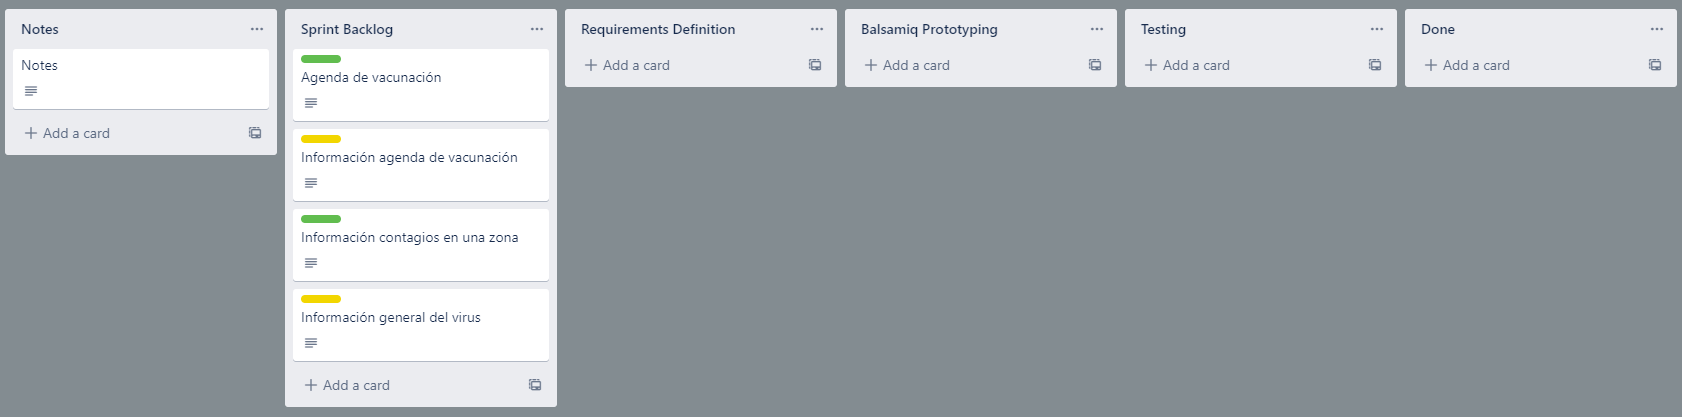 Notes
Notes
Add a card
Sprint Backlog
Agenda de vacunación
Información agenda de vacunación
Información contagios en una zona
Información general del virus
Add a card
Requirements Definition
Add a card
Balsamiq Prototyping
Add a card
Testing
Add a card
Done
Add a card